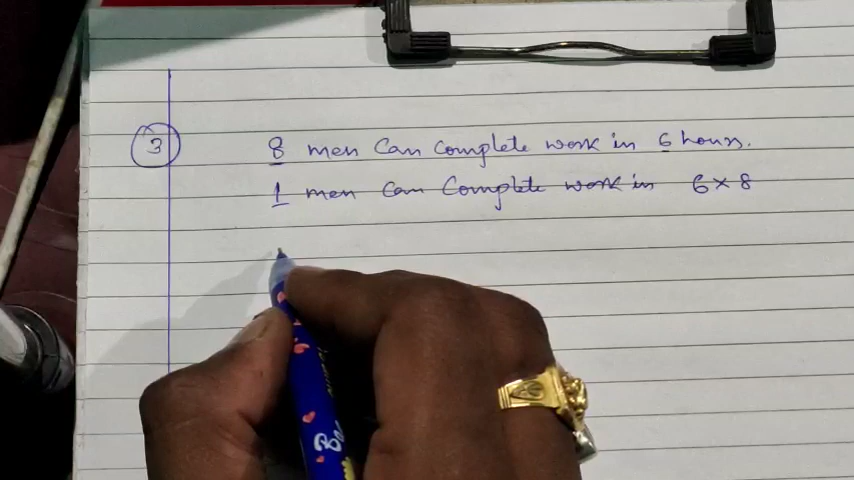 3 8 men can complete work in 6 hours.
1 men can complete work in 6 × 8